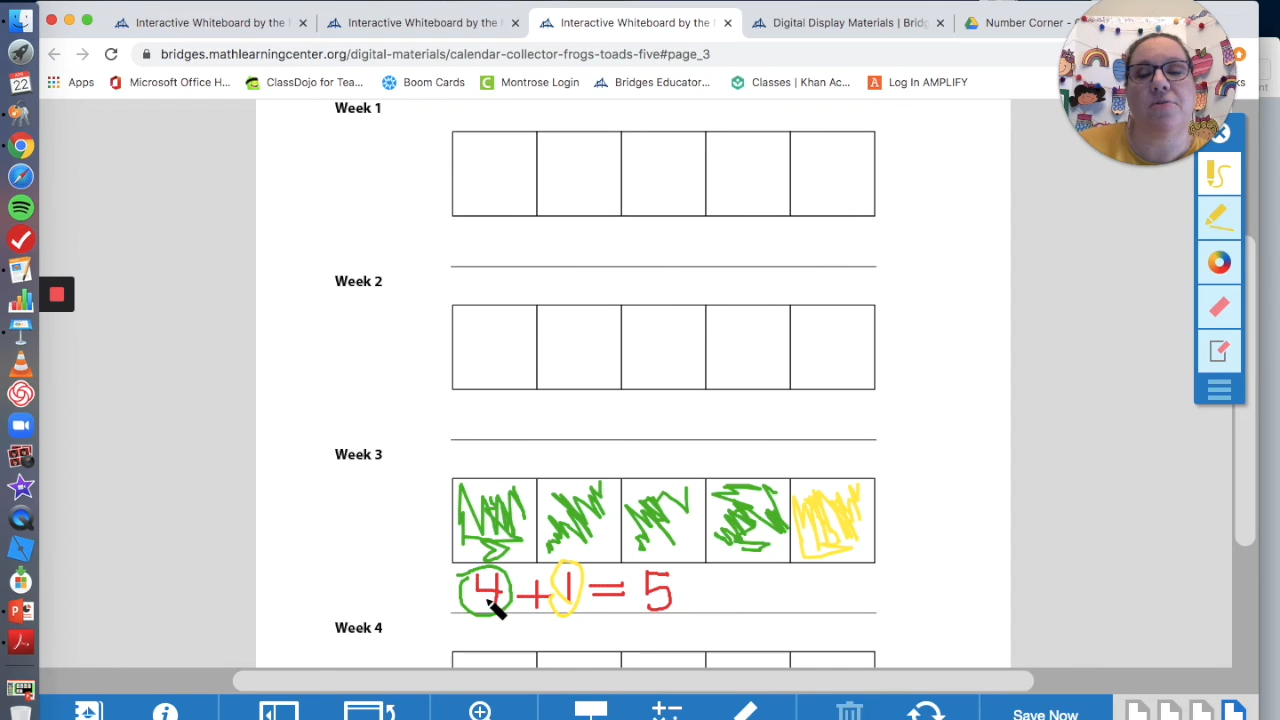 Interactive Whiteboard by the
Interactive Whiteboard by the
Interactive Whiteboard by the
Digital Display Materials | Bridg
Number Corner -
bridges.mathlearningcenter.org/digital-materials/calendar-collector-frogs-toads-five#page_3
Apps
Microsoft Office H...
ClassDojo for Tea...
Boom Cards
Montrose Login
Bridges Educator...
Classes | Khan Ac...
Log In AMPLIFY
Week 1
Week 2
Week 3
4 + 1 = 5
Week 4
Save Now
22